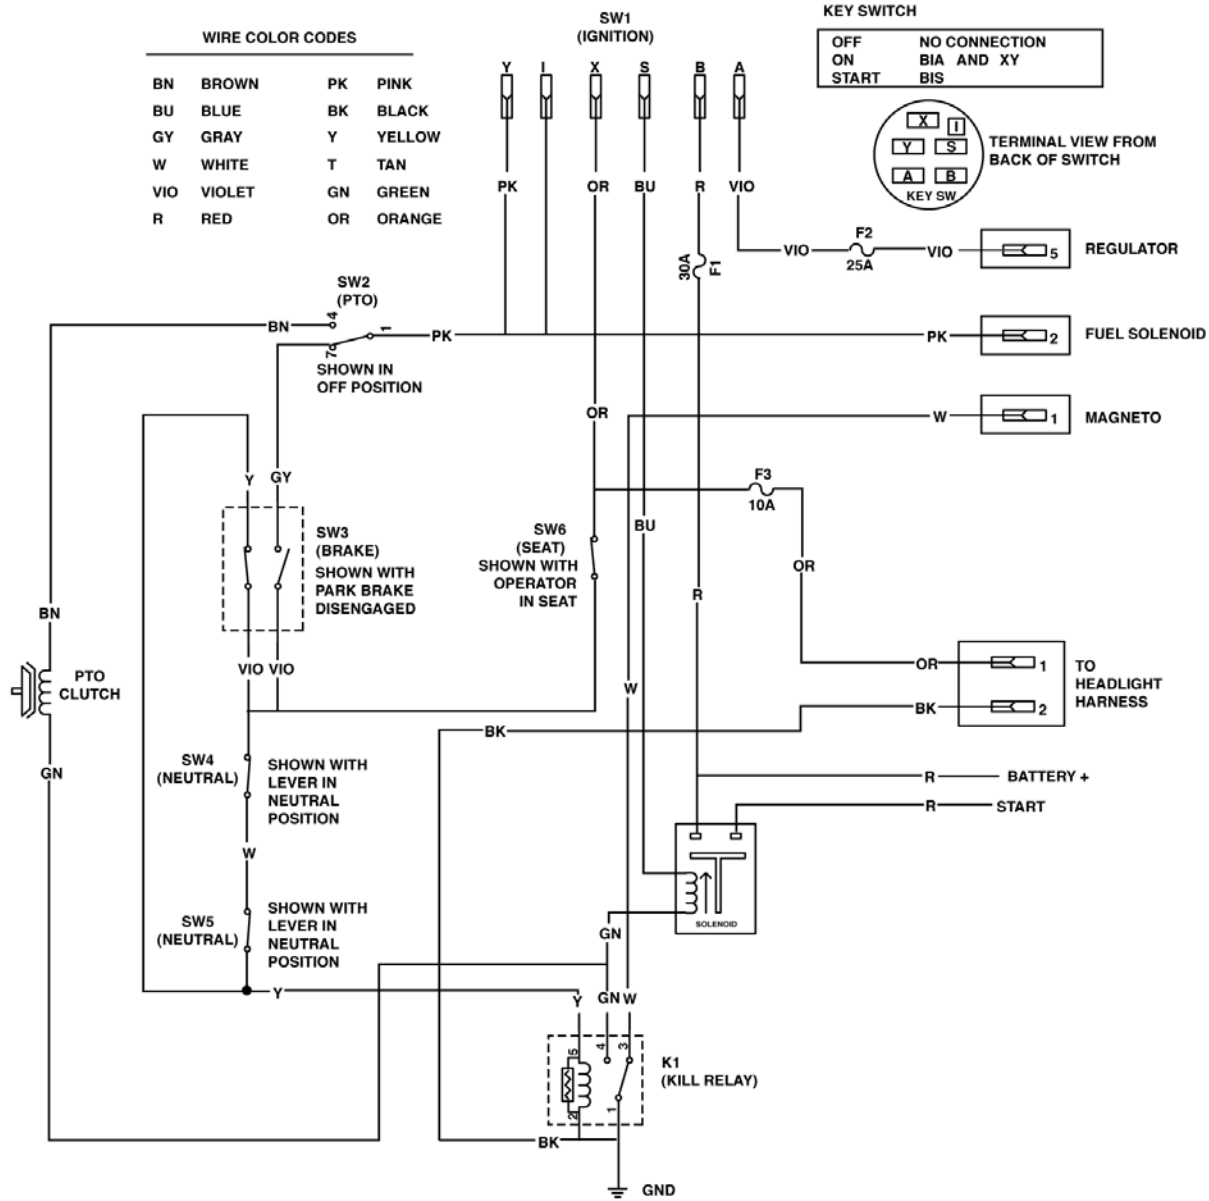 WIRE COLOR CODES
BN BROWN PK PINK
BU BLUE BK BLACK
GY GRAY Y YELLOW
W WHITE T TAN
VIO VIOLET GN GREEN
R RED OR ORANGE
SW1
(IGNITION)
Y I X S B A
PK OR BU R VIO
KEY SWITCH
OFF NO CONNECTION
ON BIA AND XY
START BIS
X I
Y S
A B
KEY SW
TERMINAL VIEW FROM
BACK OF SWITCH
30A
F1
VIO
F2
25A
VIO
5
REGULATOR
SW2
(PTO)
BN
4
1
7
PK
SHOWN IN
OFF POSITION
PK
2
FUEL SOLENOID
OR
W
1
MAGNETO
Y
GY
F3
10A
SW3
(BRAKE)
SHOWN WITH
PARK BRAKE
DISENGAGED
SW6
(SEAT)
SHOWN WITH
OPERATOR
IN SEAT
BU
OR
R
BN
VIO VIO
PTO
CLUTCH
GN
W
OR
1
BK
2
TO
HEADLIGHT
HARNESS
BK
SW4
(NEUTRAL)
SHOWN WITH
LEVER IN
NEUTRAL
POSITION
R
BATTERY +
R
START
W
SW5
(NEUTRAL)
SHOWN WITH
LEVER IN
NEUTRAL
POSITION
SOLENOID
GN
Y
Y
GN W
5
4
3
2
1
K1
(KILL RELAY)
BK
GND